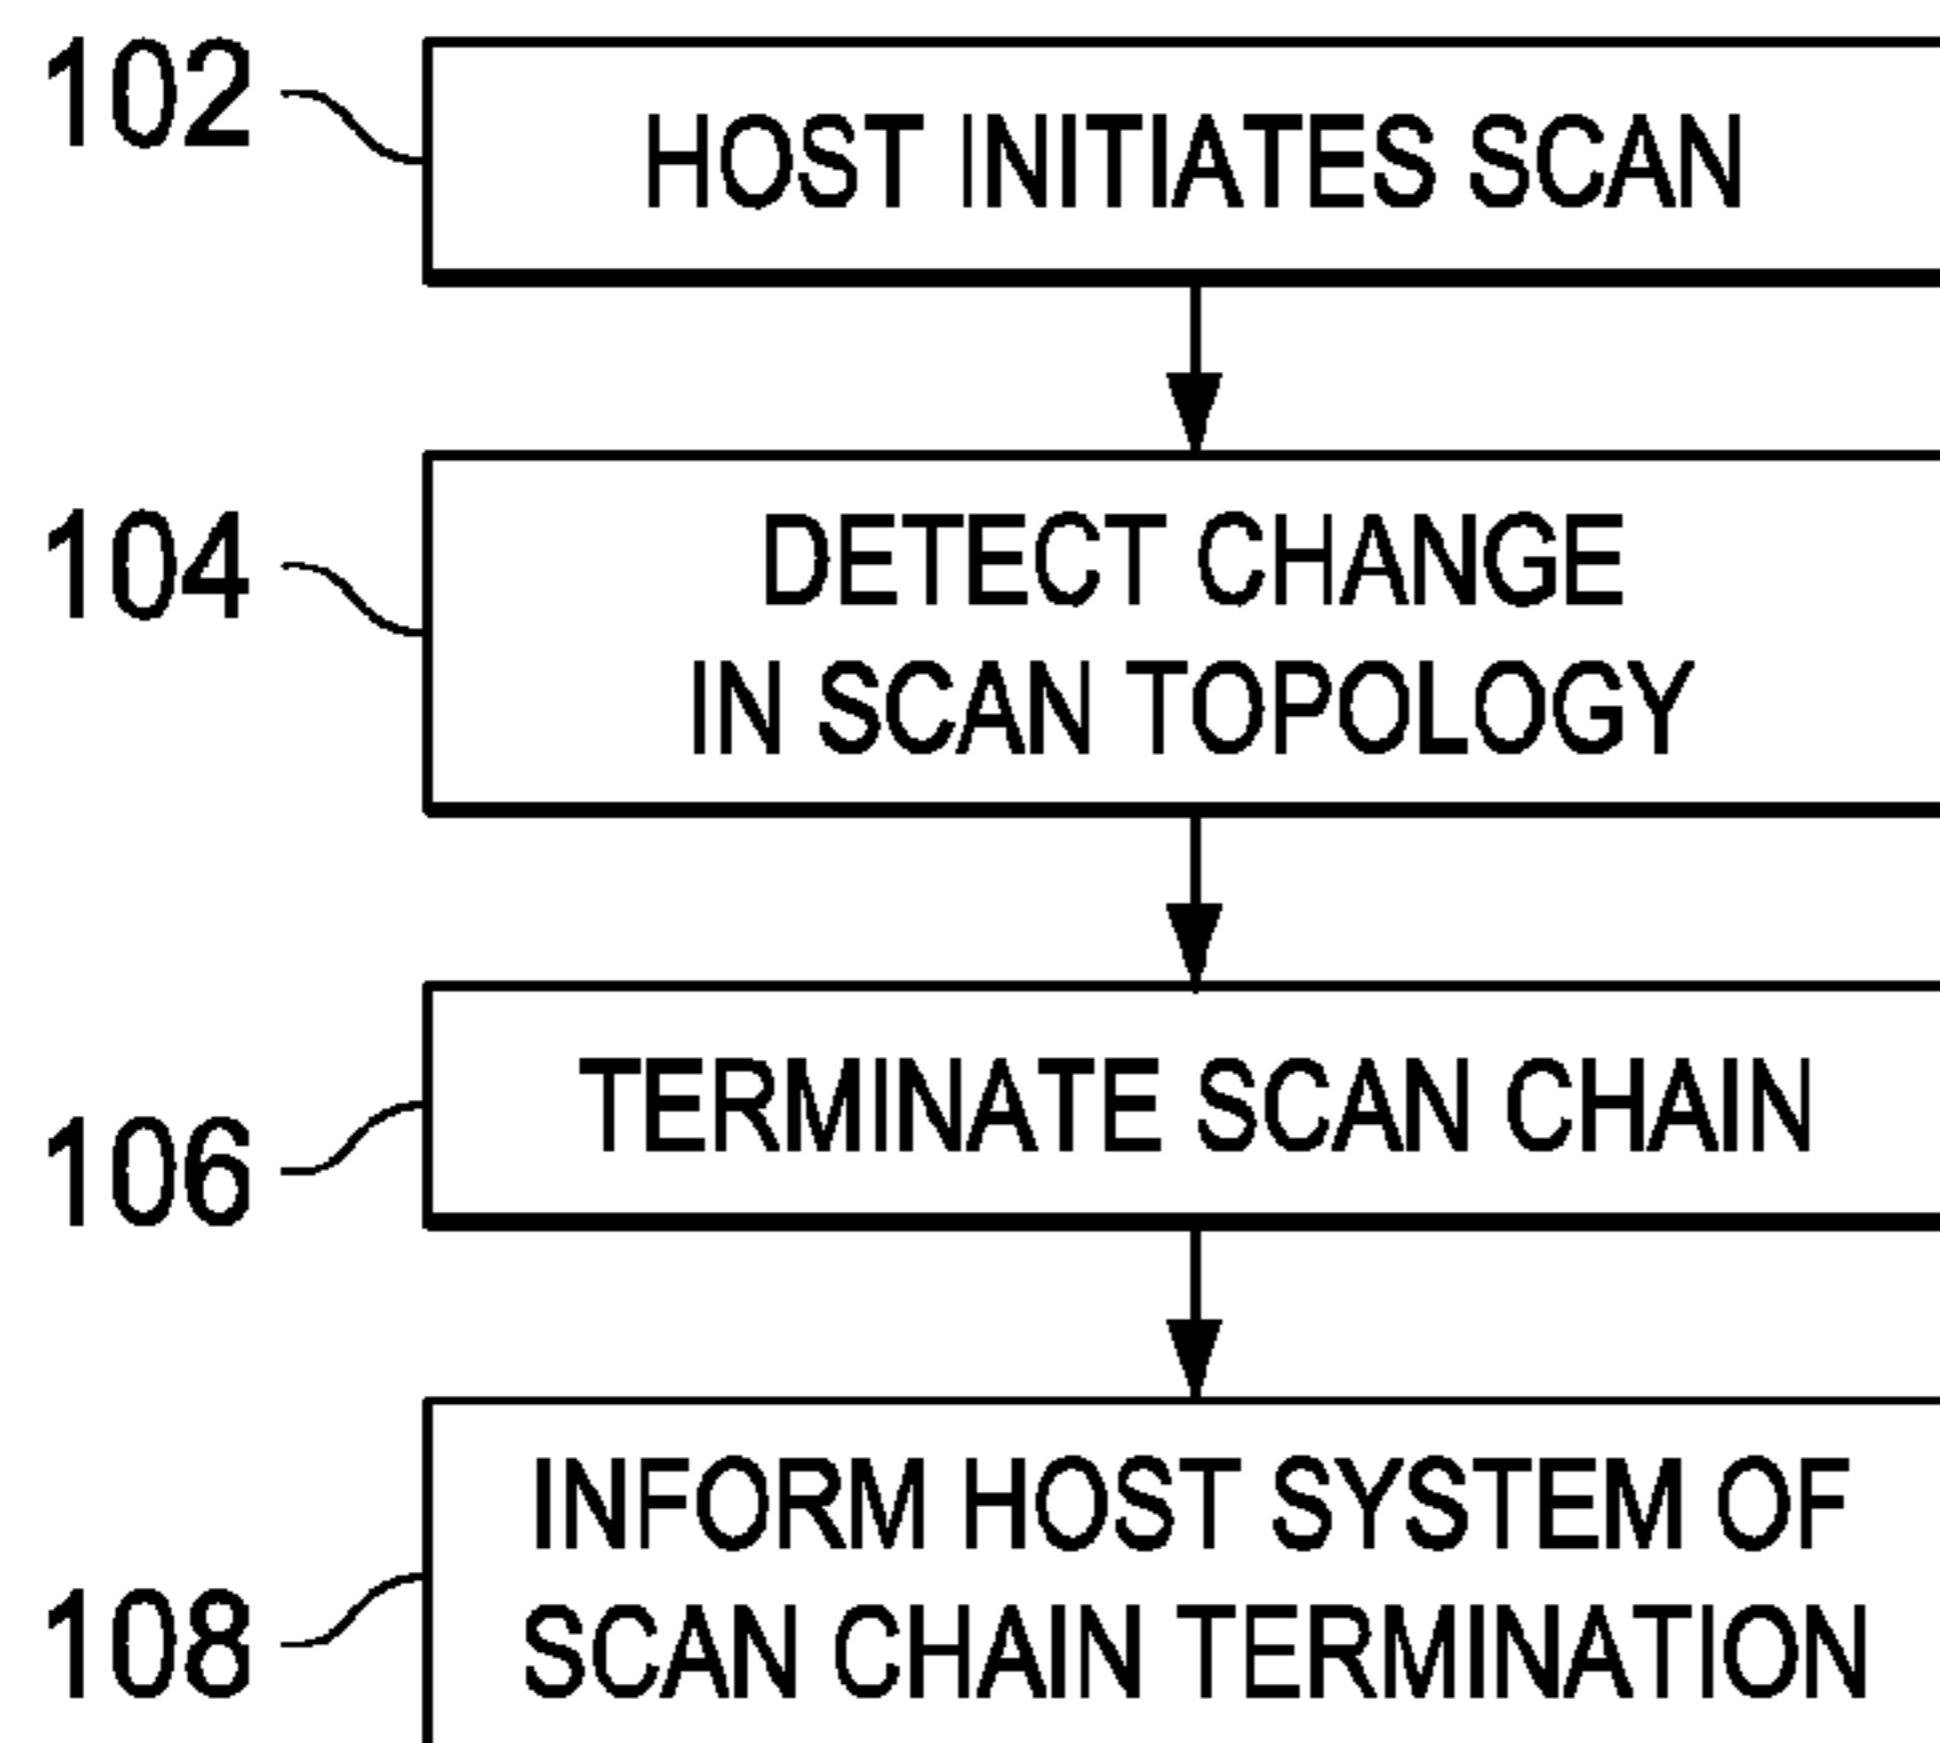 102
HOST INITIATES SCAN
104
DETECT CHANGE
IN SCAN TOPOLOGY
106
TERMINATE SCAN CHAIN
108
INFORM HOST SYSTEM OF
SCAN CHAIN TERMINATION